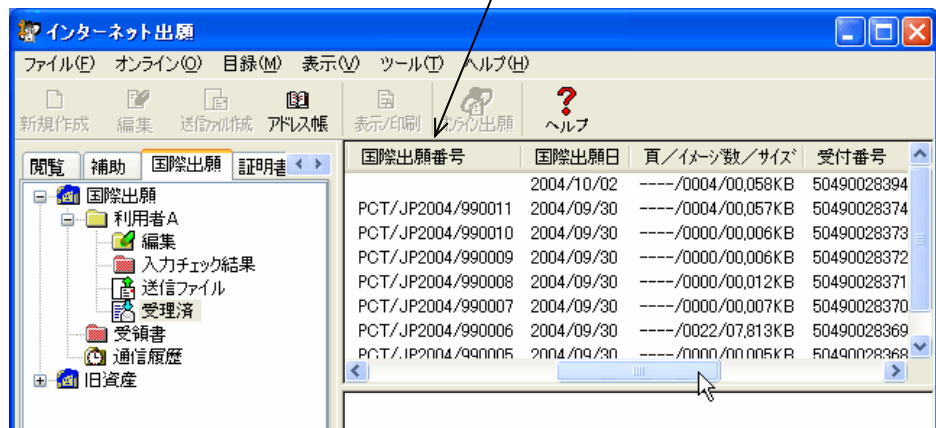 インターネット出願
ファイル(F) オンライン(O) 目録(M) 表示(V) ツール(T) ヘルプ(H)
新規作成 編集 送信ファイル作成 アドレス帳 表示/印刷 オンライン出願 ヘルプ
閲覧 補助 国際出願 証明書
国際出願番号 国際出願日 頁/イメージ数/サイズ 受付番号
2004/10/02 ----/0004/00,058KB 50490028394
PCT/JP2004/990011 2004/09/30 ----/0004/00,057KB 50490028374
PCT/JP2004/990010 2004/09/30 ----/0000/00,006KB 50490028373
PCT/JP2004/990009 2004/09/30 ----/0000/00,006KB 50490028372
PCT/JP2004/990008 2004/09/30 ----/0000/00,012KB 50490028371
PCT/JP2004/990007 2004/09/30 ----/0000/00,007KB 50490028370
PCT/JP2004/990006 2004/09/30 ----/0022/07,813KB 50490028369
PCT/JP2004/990005 2004/09/30 ----/0000/00,005KB 50490028368
国際出願
利用者A
編集
入力チェック結果
送信ファイル
受理済
受領書
通信履歴
旧資産